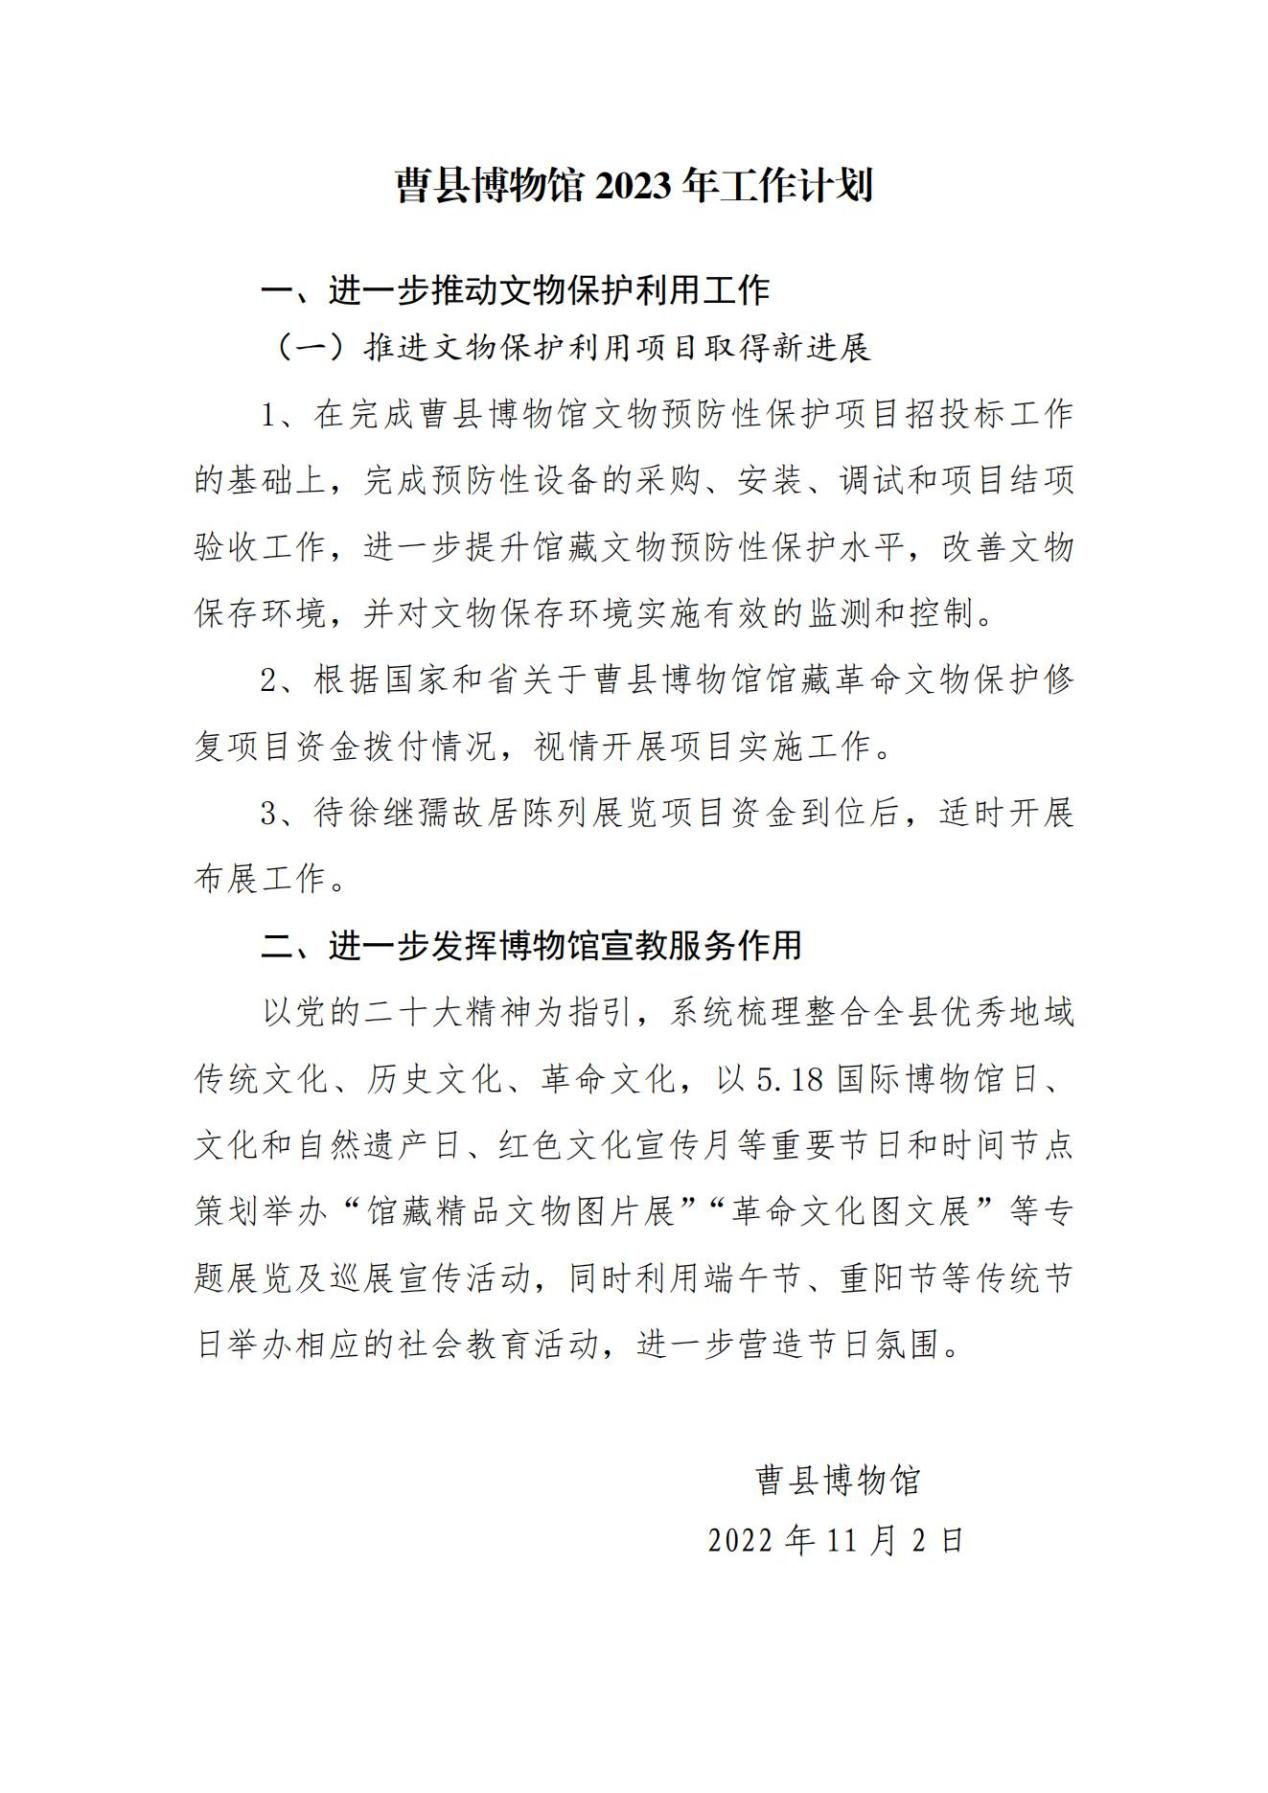 曹县博物馆 2023 年工作计划
一、进一步推动文物保护利用工作
（一）推进文物保护利用项目取得新进展
1、在完成曹县博物馆文物预防性保护项目招投标工作
的基础上，完成预防性设备的采购、安装、调试和项目结项
验收工作，进一步提升馆藏文物预防性保护水平，改善文物
保存环境，并对文物保存环境实施有效的监测和控制。
2、根据国家和省关于曹县博物馆馆藏革命文物保护修
复项目资金拨付情况，视情开展项目实施工作。
3、待徐继孺故居陈列展览项目资金到位后，适时开展
布展工作。
二、进一步发挥博物馆宣教服务作用
以党的二十大精神为指引，系统梳理整合全县优秀地域
传统文化、历史文化、革命文化，以 5.18 国际博物馆日、
文化和自然遗产日、红色文化宣传月等重要节日和时间节点
策划举办“馆藏精品文物图片展”“革命文化图文展”等专
题展览及巡展宣传活动，同时利用端午节、重阳节等传统节
日举办相应的社会教育活动，进一步营造节日氛围。
曹县博物馆
2022 年 11 月 2 日